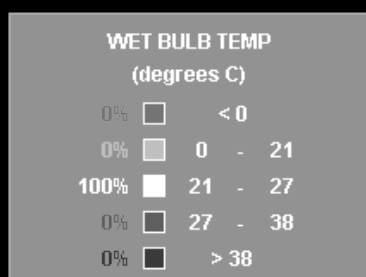 WET BULB TEMP
(degrees C)
0% < 0
0% 0 - 21
100% 21 - 27
0% 27 - 38
0% > 38